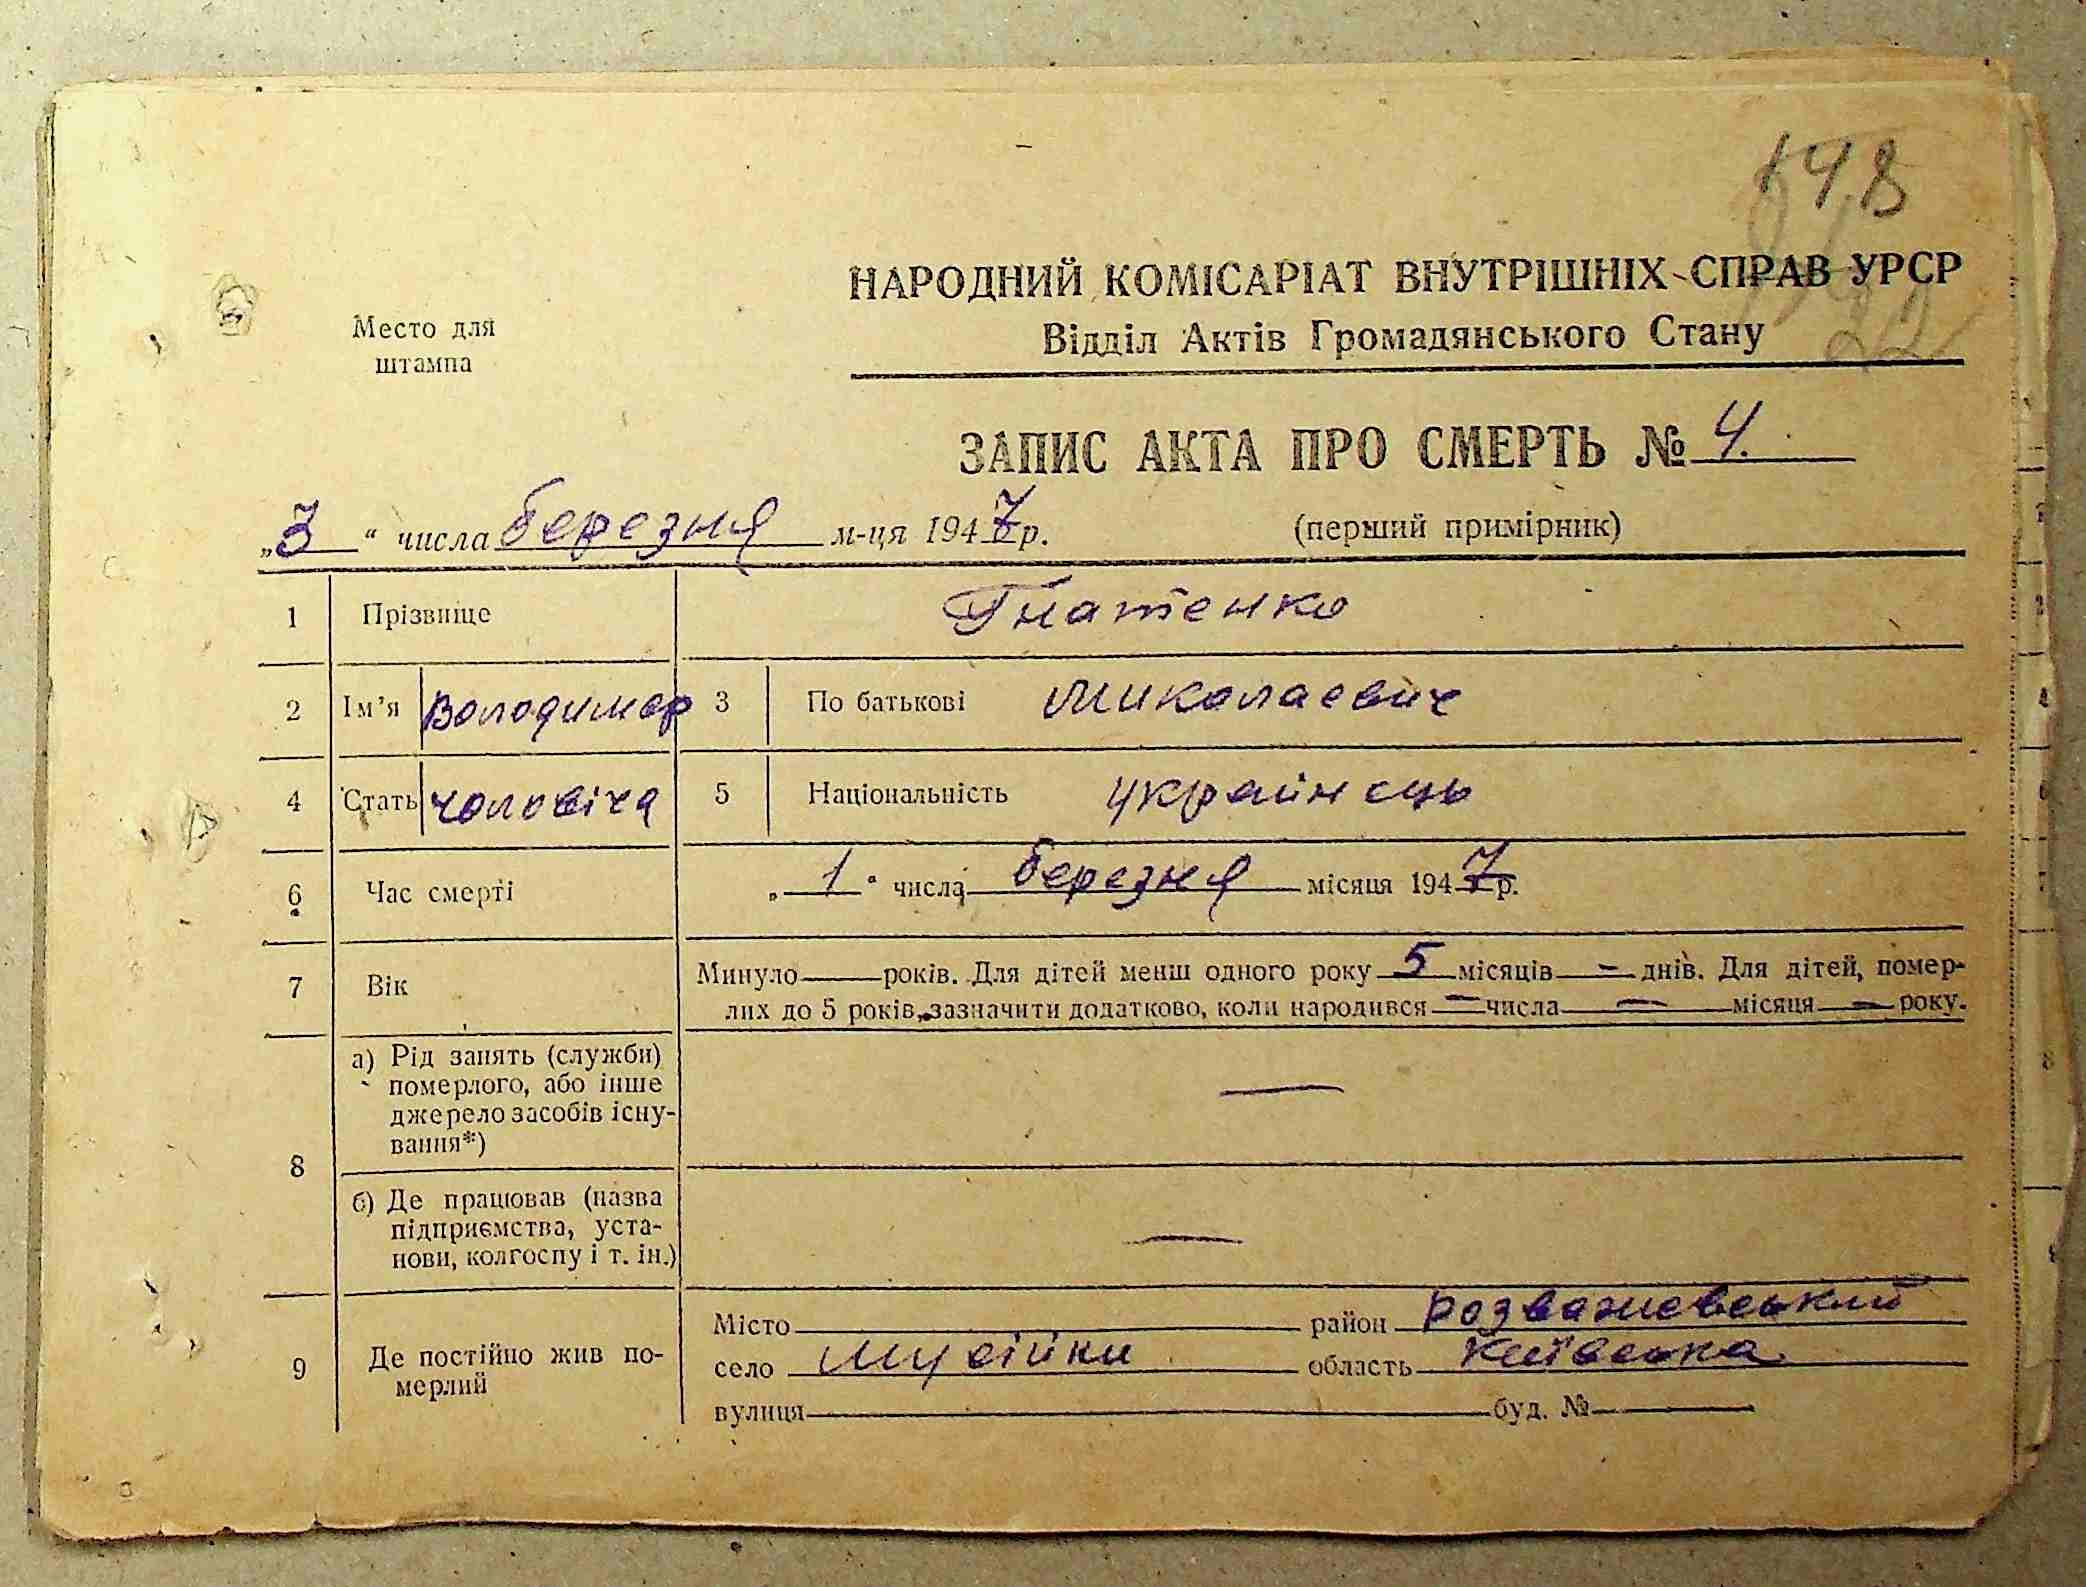 148
Место для
штампа
НАРОДНИЙ КОМІСАРІАТ ВНУТРІШНІХ СПРАВ УРСР
Відділ Актів Громадянського Стану
22
ЗАПИС АКТА ПРО СМЕРТЬ № 4.
„3“ числа березня м-ця 1947 р.
(перший примірник)
1 Прізвище Гнатенко
2 Ім’я Володимер 3 По батькові Миколаевич
4 Стать чоловіча 5 Національність українець
6 Час смерті „1“ числа березня місяця 1947 р.
7 Вік Минуло — років. Для дітей менш одного року 5 місяців — днів. Для дітей, помер-
лих до 5 років, зазначити додатково, коли народився — числа — місяця — року.
8 а) Рід занять (служби)
померлого, або інше
джерело засобів існу-
вання*) —
б) Де працював (назва
підприємства, уста-
нови, колгоспу і т. ін.) —
9 Де постійно жив по-
мерлий
Місто район Розважевський
село Мусійки область Київська
вулиця буд. №